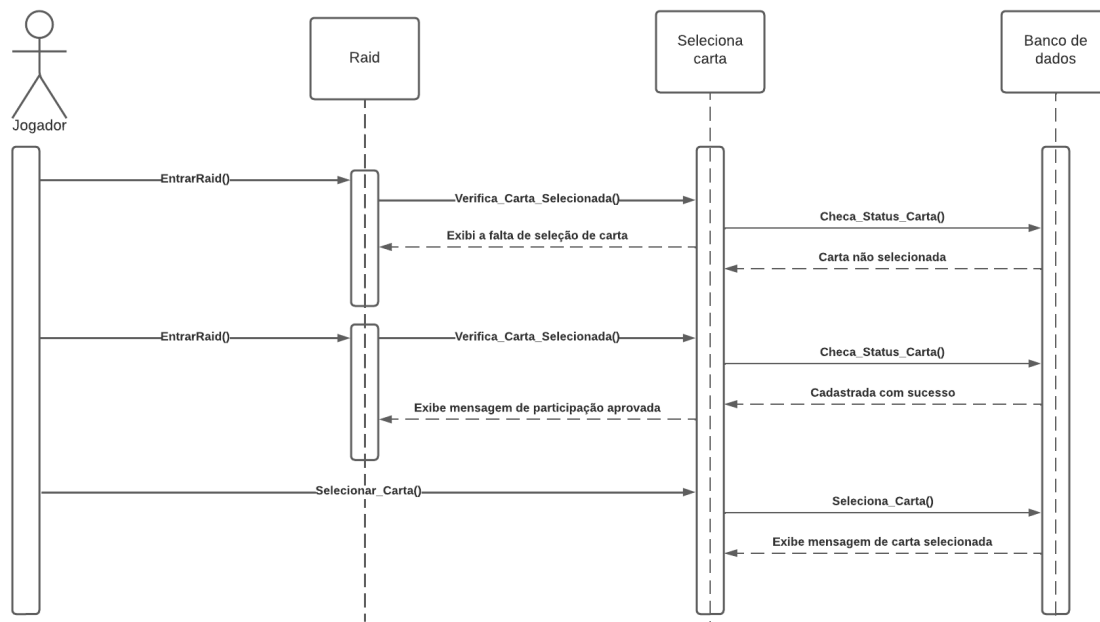 Jogador
Raid
Seleciona
carta
Banco de
dados
EntrarRaid()
Verifica_Carta_Selecionada()
Checa_Status_Carta()
Exibi a falta de seleção de carta
Carta não selecionada
EntrarRaid()
Verifica_Carta_Selecionada()
Checa_Status_Carta()
Cadastrada com sucesso
Exibe mensagem de participação aprovada
Selecionar_Carta()
Seleciona_Carta()
Exibe mensagem de carta selecionada